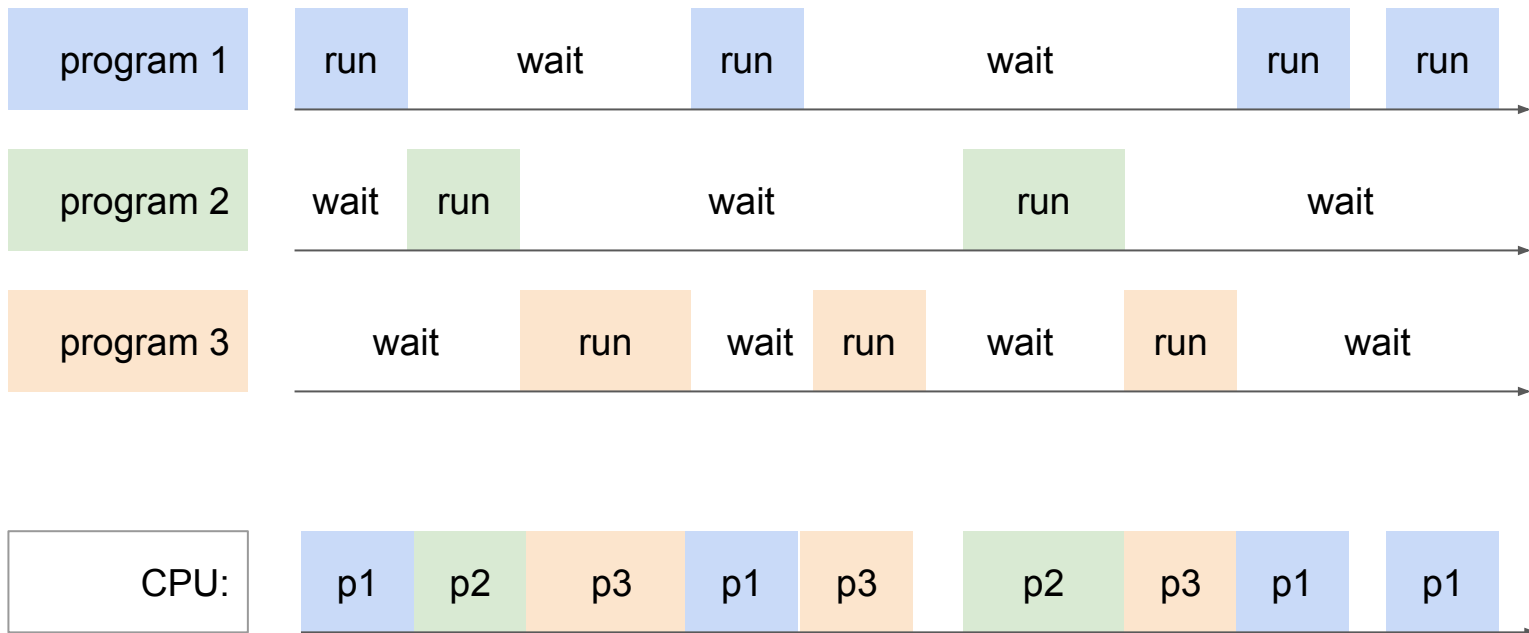 program 1 run wait run wait run run
program 2 wait run wait run wait
program 3 wait run wait run wait run wait
CPU: p1 p2 p3 p1 p3 p2 p3 p1 p1